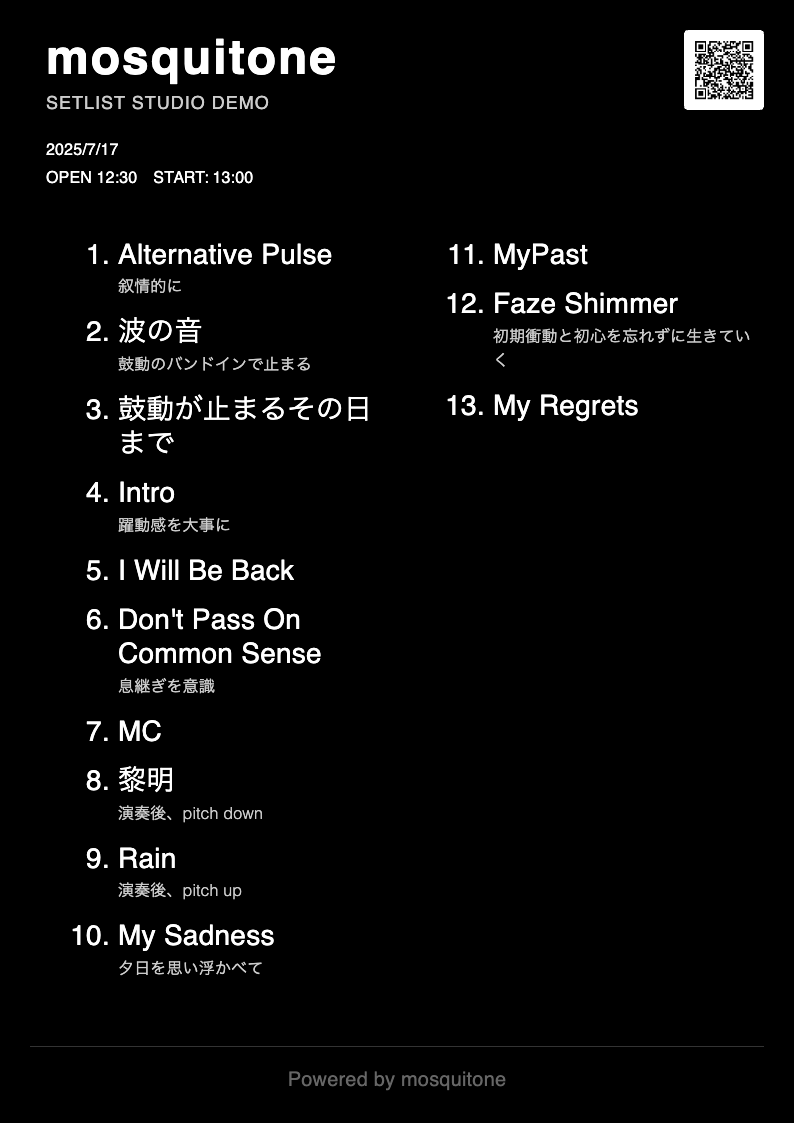 mosquitone
SETLIST STUDIO DEMO
2025/7/17
OPEN 12:30 START: 13:00
1. Alternative Pulse
叙情的に
2. 波の音
鼓動のバンドインで止まる
3. 鼓動が止まるその日
まで
4. Intro
躍動感を大事に
5. I Will Be Back
6. Don't Pass On
Common Sense
息継ぎを意識
7. MC
8. 黎明
演奏後、pitch down
9. Rain
演奏後、pitch up
10. My Sadness
夕日を思い浮かべて
11. MyPast
12. Faze Shimmer
初期衝動と初心を忘れずに生きてい
く
13. My Regrets
Powered by mosquitone